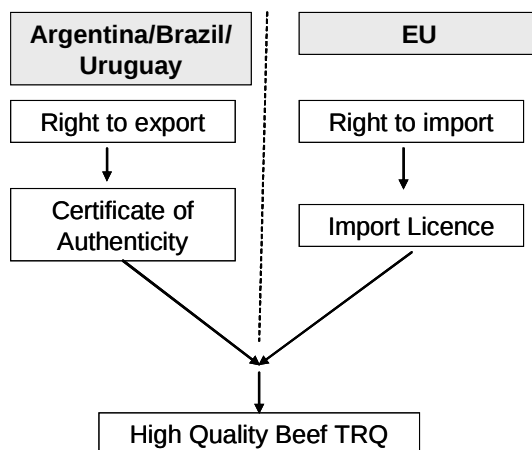 Argentina/Brazil/
Uruguay
EU
Right to export
Right to import
Certificate of
Authenticity
Import Licence
High Quality Beef TRQ